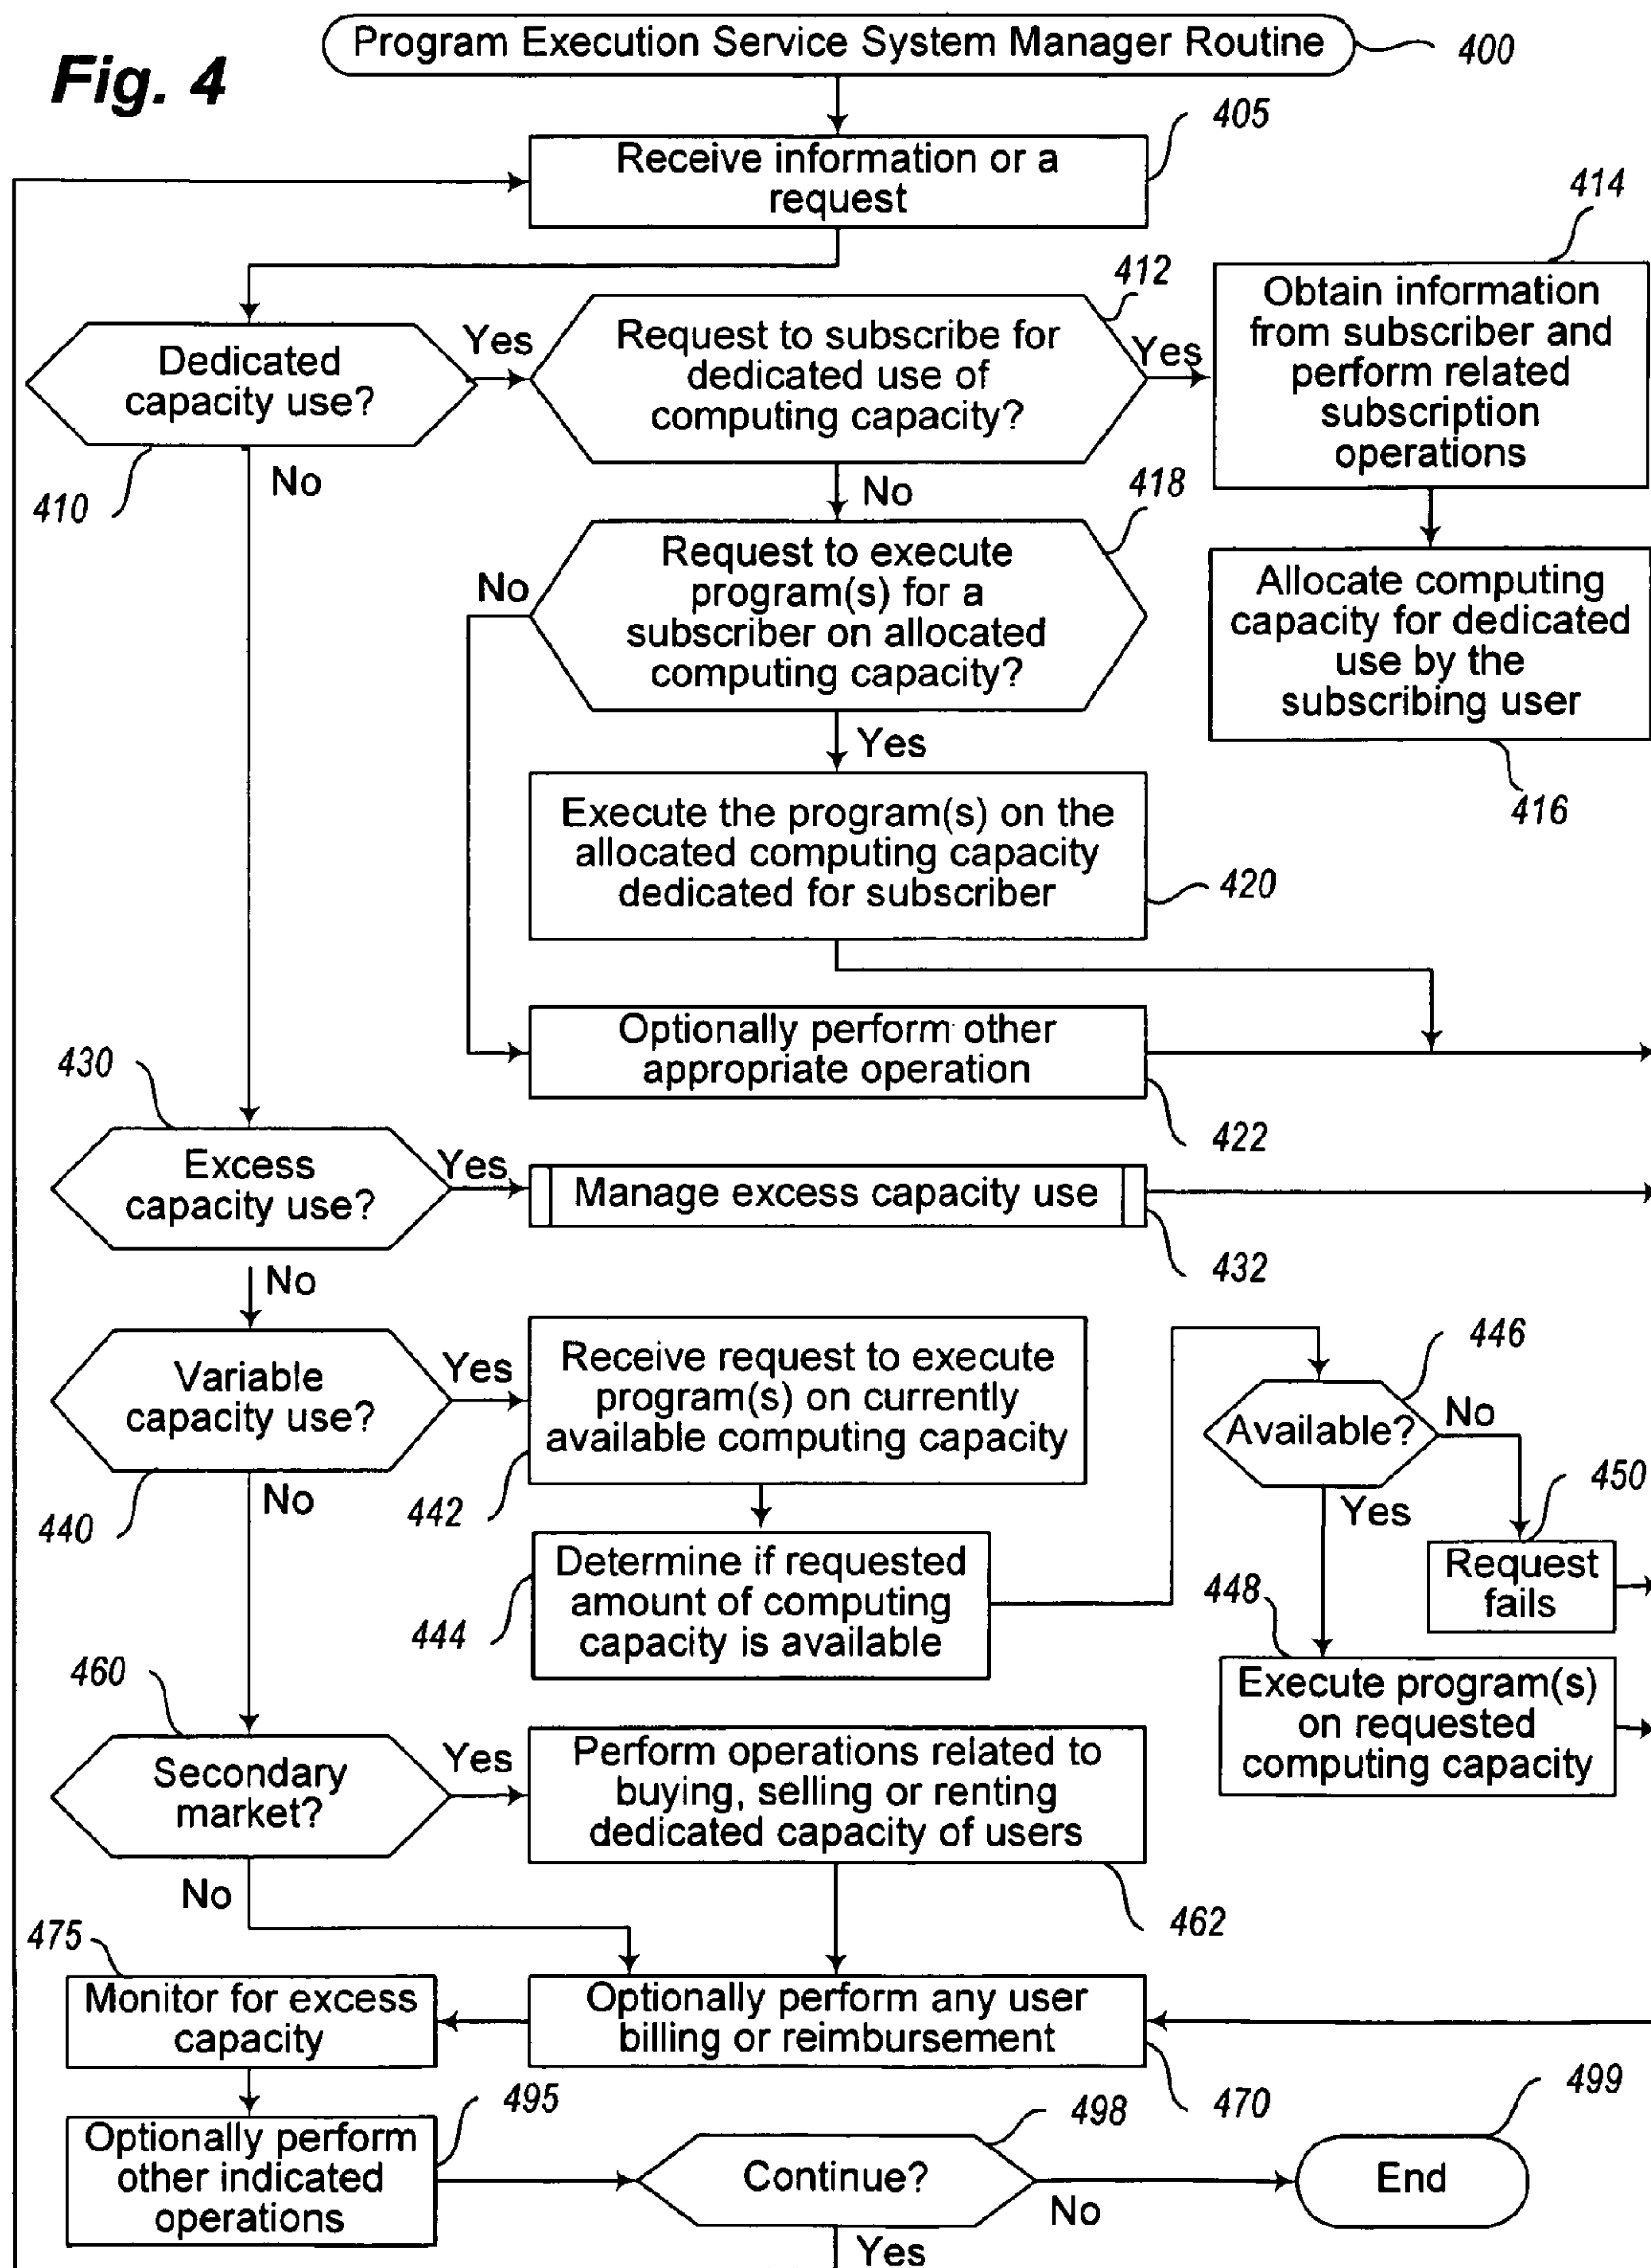 Fig. 4
Program Execution Service System Manager Routine
400
405
Receive information or a
request
414
412
Dedicated
capacity use?
Yes
Request to subscribe for
dedicated use of
computing capacity?
Yes
Obtain information
from subscriber and
perform related
subscription
operations
410
No
No
418
No
Request to execute
program(s) for a
subscriber on allocated
computing capacity?
Allocate computing
capacity for dedicated
use by the
subscribing user
416
Yes
Execute the program(s) on the
allocated computing capacity
dedicated for subscriber
420
Optionally perform other
appropriate operation
422
430
Excess
capacity use?
Yes
Manage excess capacity use
432
No
Variable
capacity use?
Yes
Receive request to execute
program(s) on currently
available computing capacity
446
Available?
No
440
No
442
Yes
450
Request
fails
Determine if requested
amount of computing
capacity is available
444
448
Execute program(s)
on requested
computing capacity
460
Secondary
market?
Yes
Perform operations related to
buying, selling or renting
dedicated capacity of users
462
No
475
Monitor for excess
capacity
Optionally perform any user
billing or reimbursement
470
495
Optionally perform
other indicated
operations
498
Continue?
No
499
End
Yes